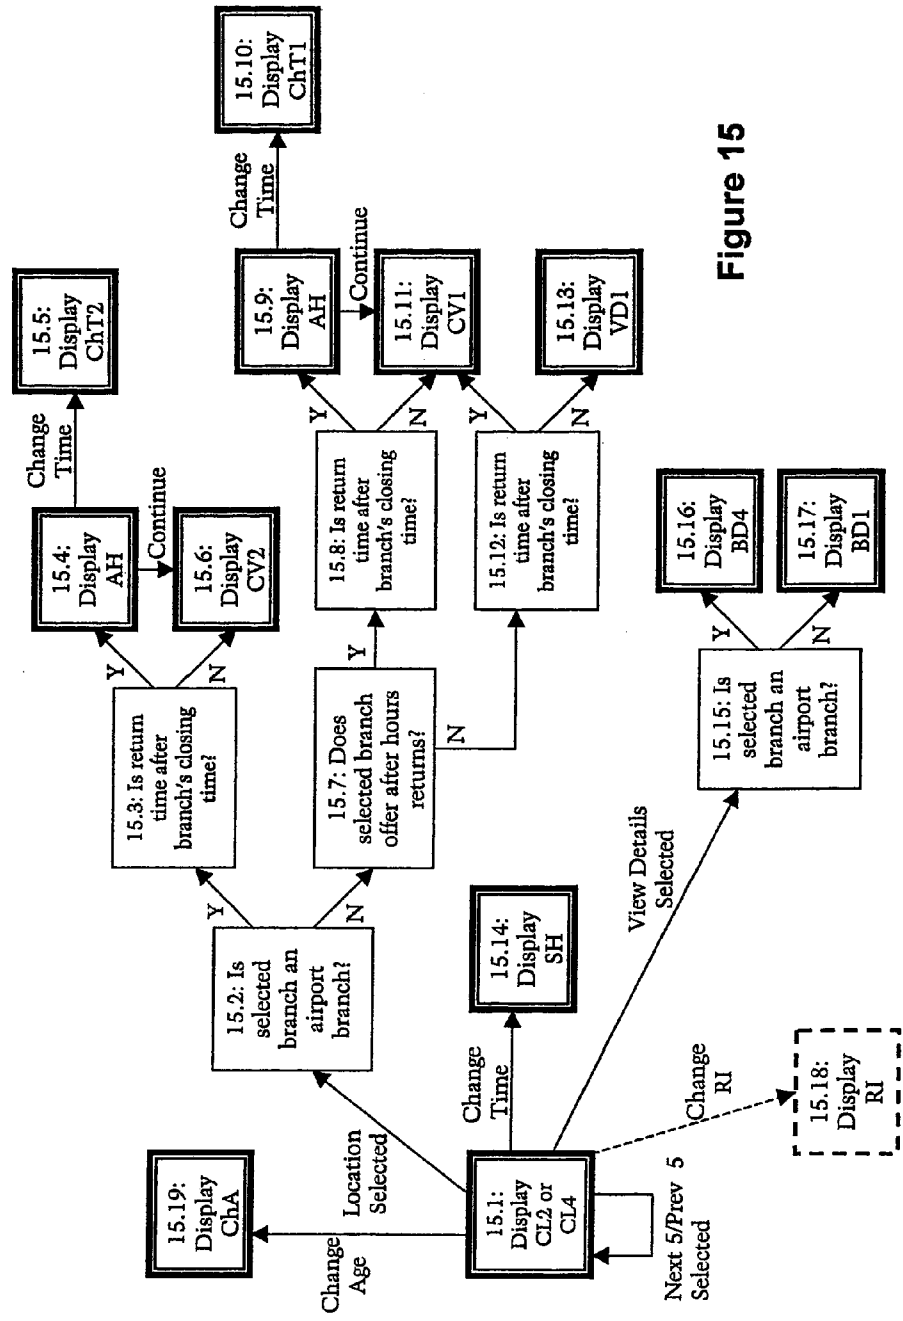 15.1:
Display
CL2 or
CL4
Next 5/Prev 5
Selected
Change
Age
15.19:
Display
ChA
Location
Selected
Change
Time
15.14:
Display
SH
Change
RI
15.18:
Display
RI
View Details
Selected
15.2: Is
selected
branch an
airport
branch?
Y
N
15.3: Is return
time after
branch's closing
time?
Y
N
15.4:
Display
AH
Change
Time
15.5:
Display
ChT2
Continue
15.6:
Display
CV2
15.7: Does
selected branch
offer after hours
returns?
Y
N
15.8: Is return
time after
branch's closing
time?
Y
N
15.9:
Display
AH
Change
Time
15.10:
Display
ChT1
Continue
15.11:
Display
CV1
15.12: Is return
time after
branch's closing
time?
Y
N
15.13:
Display
VD1
15.15: Is
selected
branch an
airport
branch?
Y
N
15.16:
Display
BD4
15.17:
Display
BD1
Figure 15